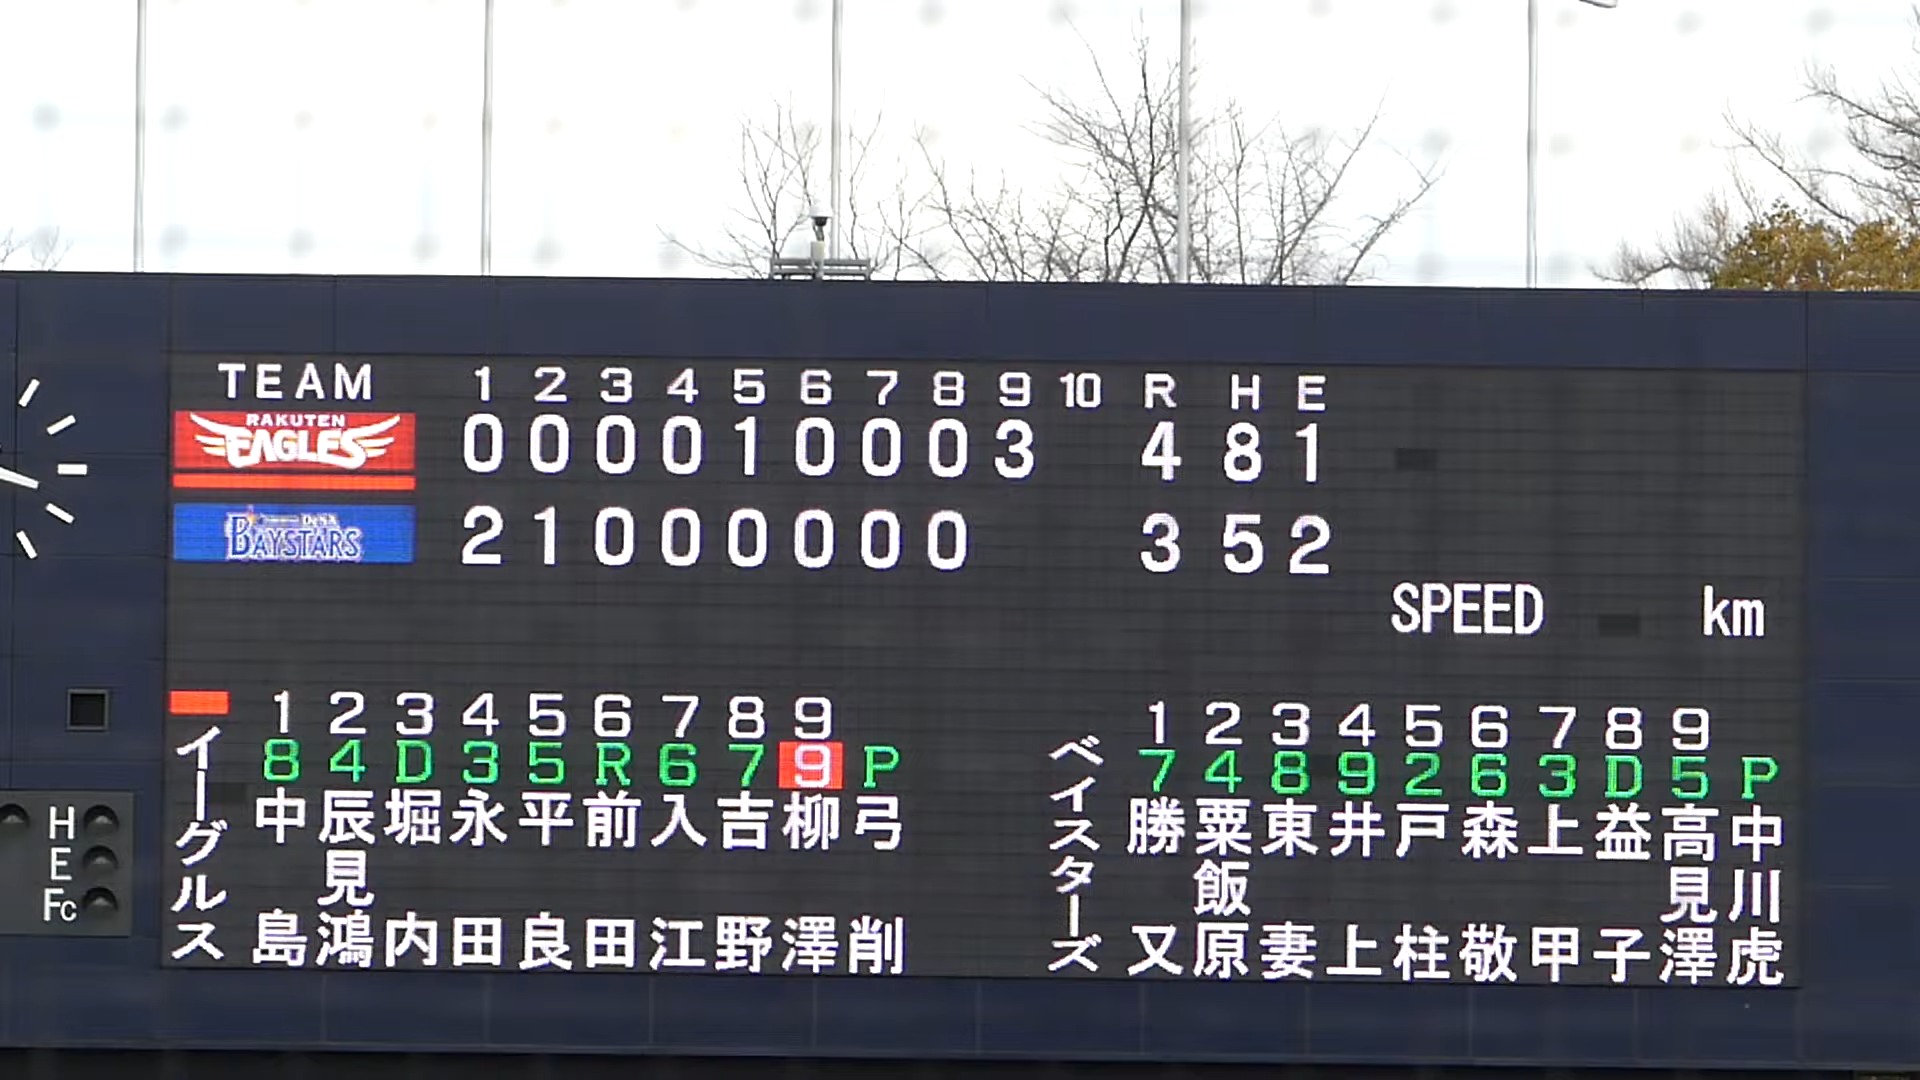 TEAM 1 2 3 4 5 6 7 8 9 10 R H E
RAKUTEN
EAGLES
0 0 0 0 1 0 0 0 3 4 8 1
DeNA
BAYSTARS
2 1 0 0 0 0 0 0 3 5 2
SPEED km
1 2 3 4 5 6 7 8 9
8 4 D 3 5 R 6 7 9 P
イーグルス
中島
辰見鴻
堀内
永田
平良
前田
入江
吉野
柳澤
弓削
1 2 3 4 5 6 7 8 9
7 4 8 9 2 6 3 D 5 P
ベイスターズ
勝又
粟飯原
東妻
井上
戸柱
森敬
上甲
益子
高見澤
中川虎
H
E
Fc